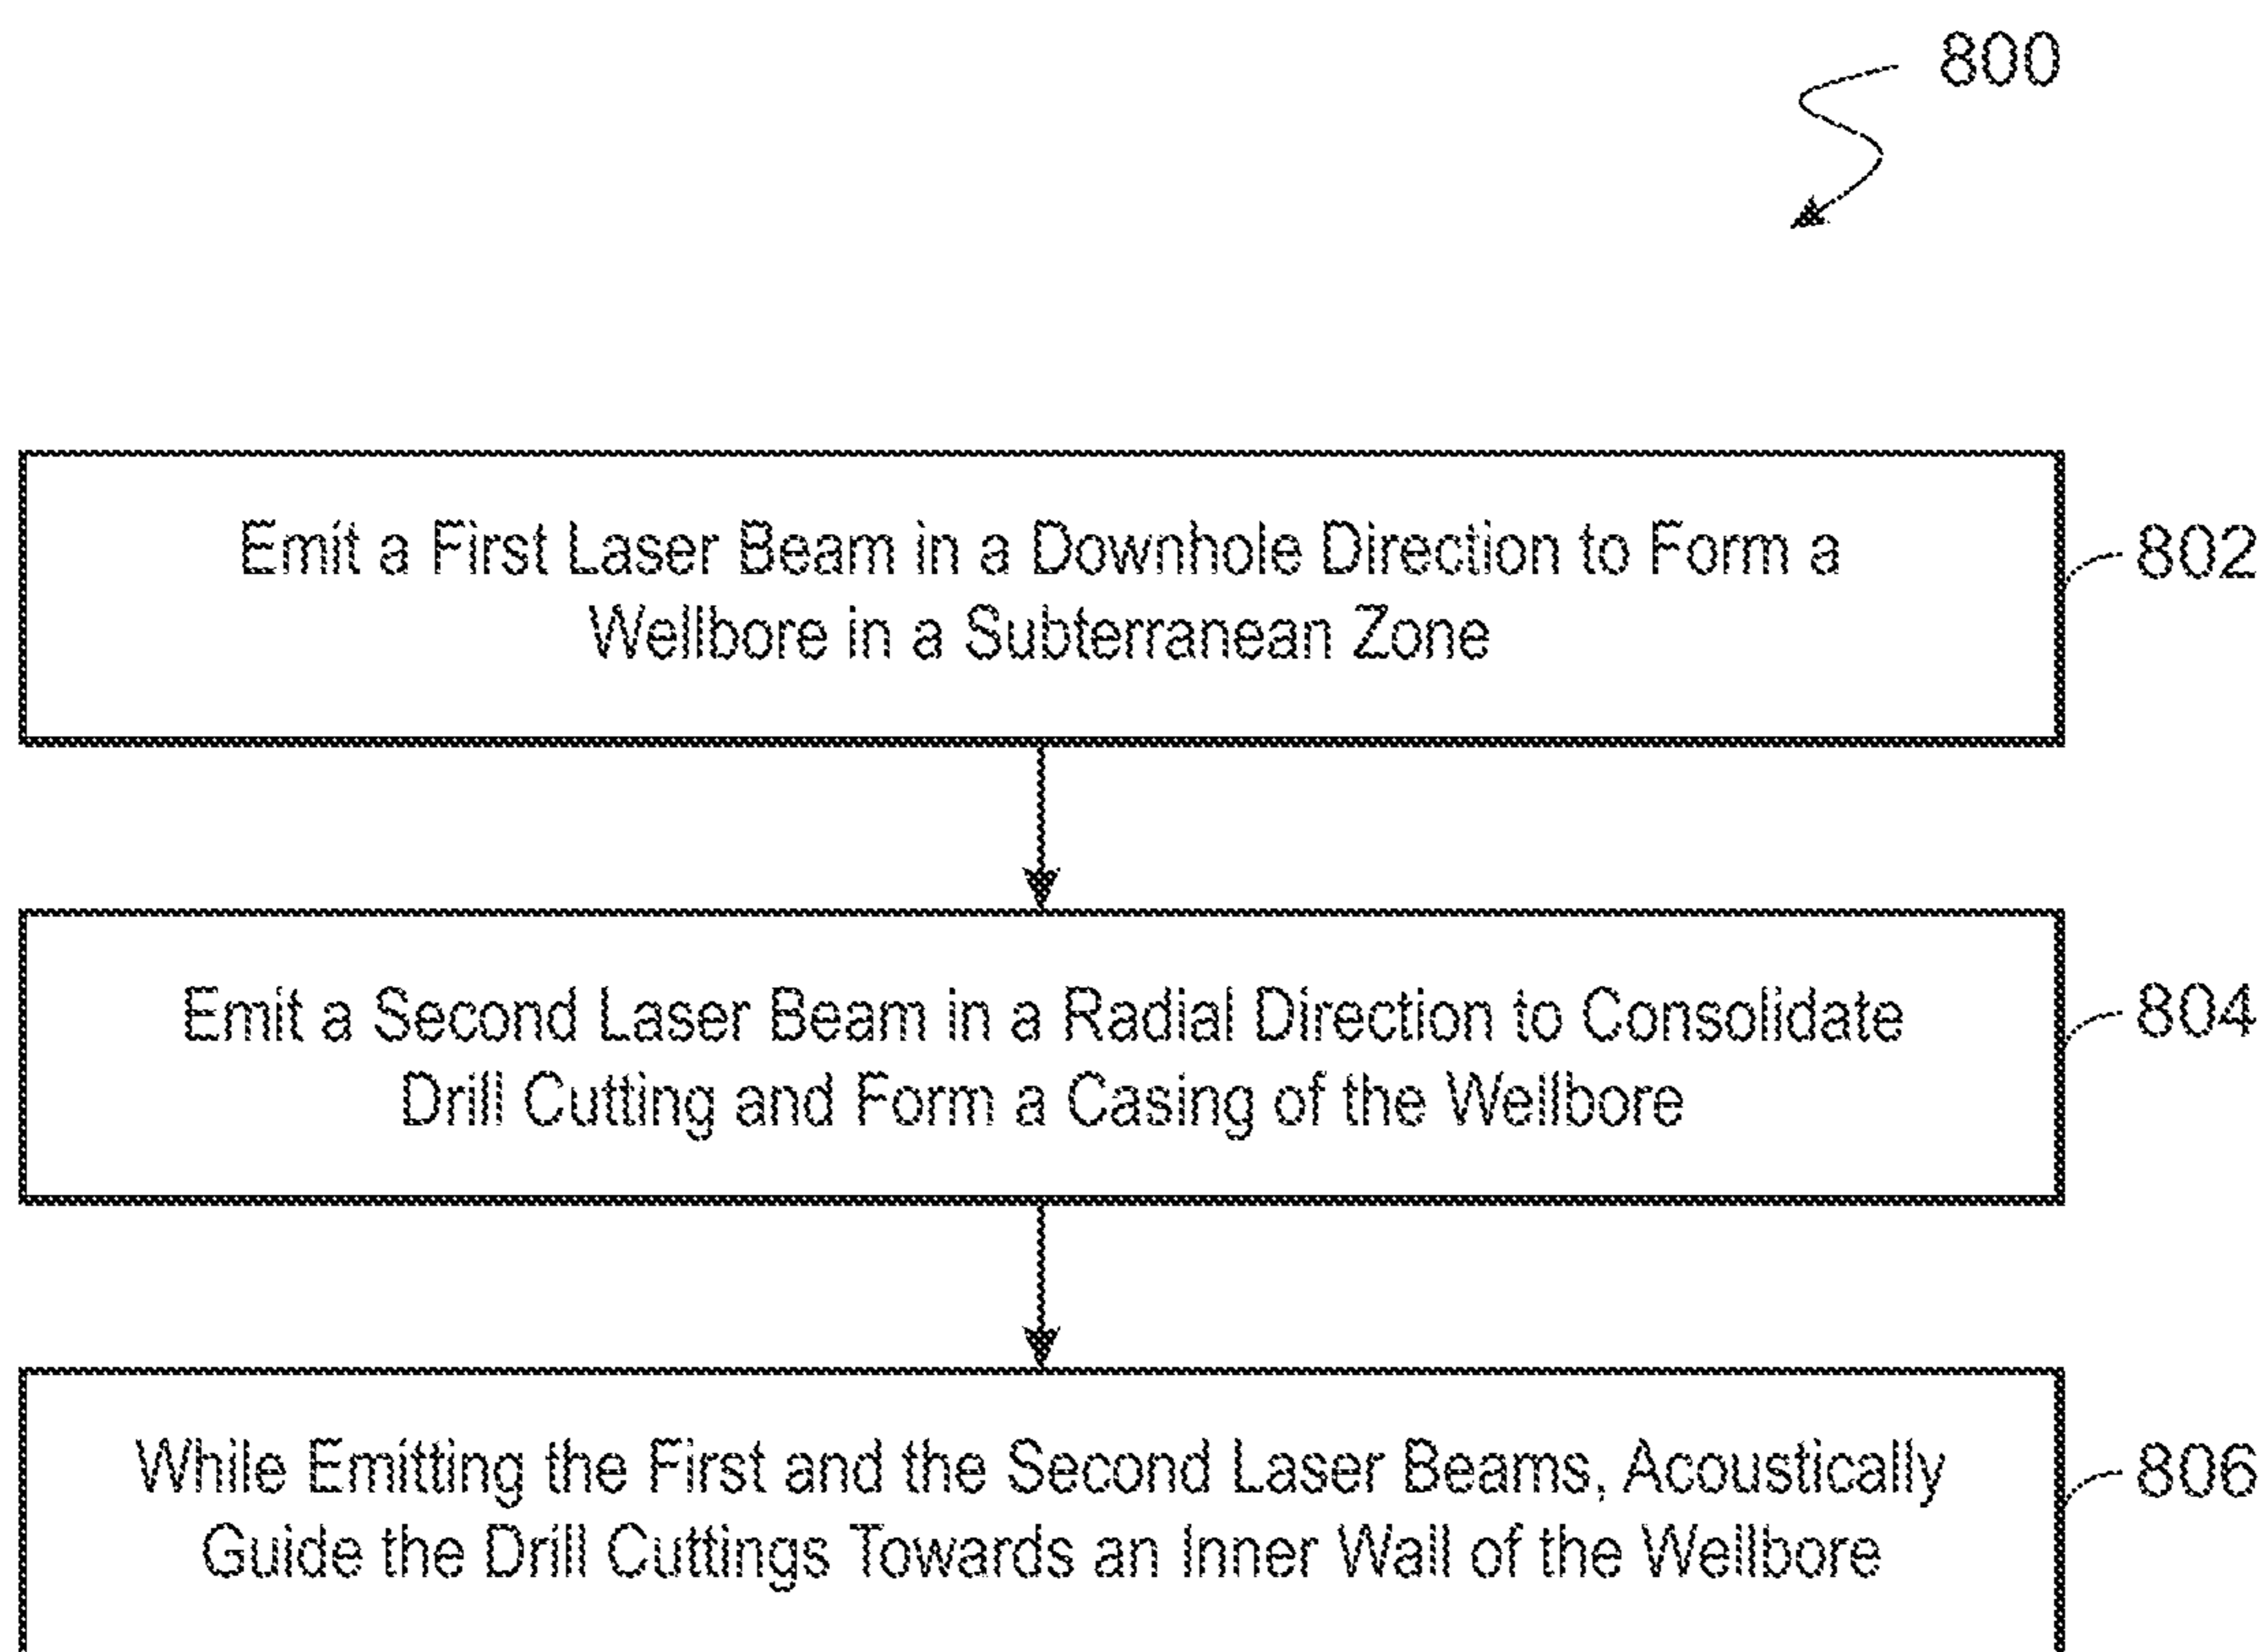 800
Emit a First Laser Beam in a Downhole Direction to Form a
Wellbore in a Subterranean Zone
802
Emit a Second Laser Beam in a Radial Direction to Consolidate
Drill Cutting and Form a Casing of the Wellbore
804
While Emitting the First and the Second Laser Beams, Acoustically
Guide the Drill Cuttings Towards an Inner Wall of the Wellbore
806